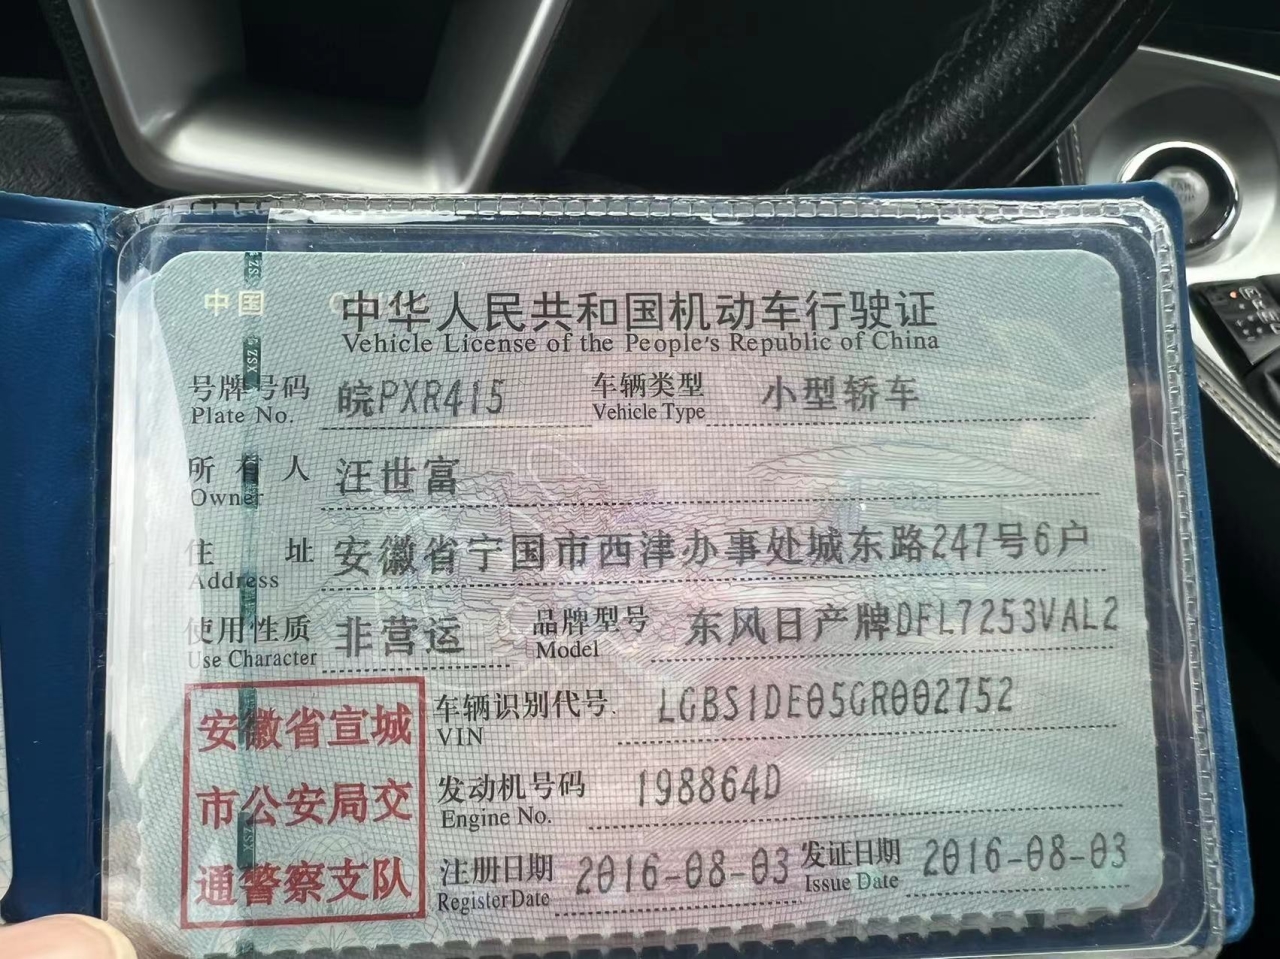 中国
中华人民共和国机动车行驶证
Vehicle License of the People's Republic of China
号牌号码 皖PXR415 车辆类型 小型轿车
Plate No. Vehicle Type
所有人 汪世富
Owner
住址 安徽省宁国市西津办事处城东路247号6户
Address
使用性质 非营运 品牌型号 东风日产牌DFL7253VAL2
Use Character Model
安徽省宣城
市公安局交
通警察支队
车辆识别代号 LGBS1DE05GR002752
VIN
发动机号码 198864D
Engine No.
注册日期 2016-08-03 发证日期 2016-08-03
Register Date Issue Date